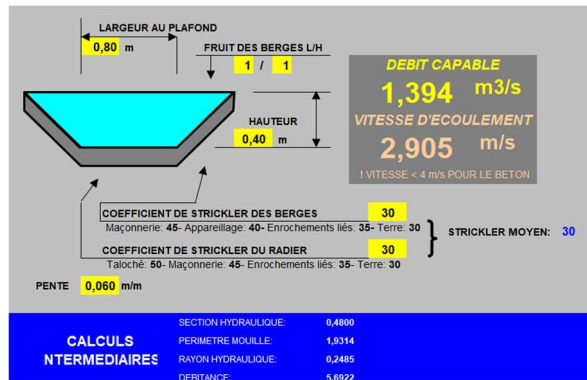 LARGEUR AU PLAFOND
0,80 m
FRUIT DES BERGES L/H
1 / 1
HAUTEUR
0,40 m
DEBIT CAPABLE
1,394 m3/s
VITESSE D'ECOULEMENT
2,905 m/s
! VITESSE < 4 m/s POUR LE BETON
COEFFICIENT DE STRICKLER DES BERGES 30
Maçonnerie: 45- Appareillage: 40- Enrochements liés: 35- Terre: 30
STRICKLER MOYEN: 30
COEFFICIENT DE STRICKLER DU RADIER 30
Taloché: 50- Maçonnerie: 45- Enrochements liés: 35- Terre: 30
PENTE 0,060 m/m
CALCULS
NTERMEDIAIRES
SECTION HYDRAULIQUE: 0,4800
PERIMETRE MOUILLE: 1,9314
RAYON HYDRAULIQUE: 0,2485
DEBITANCE: 5,6922